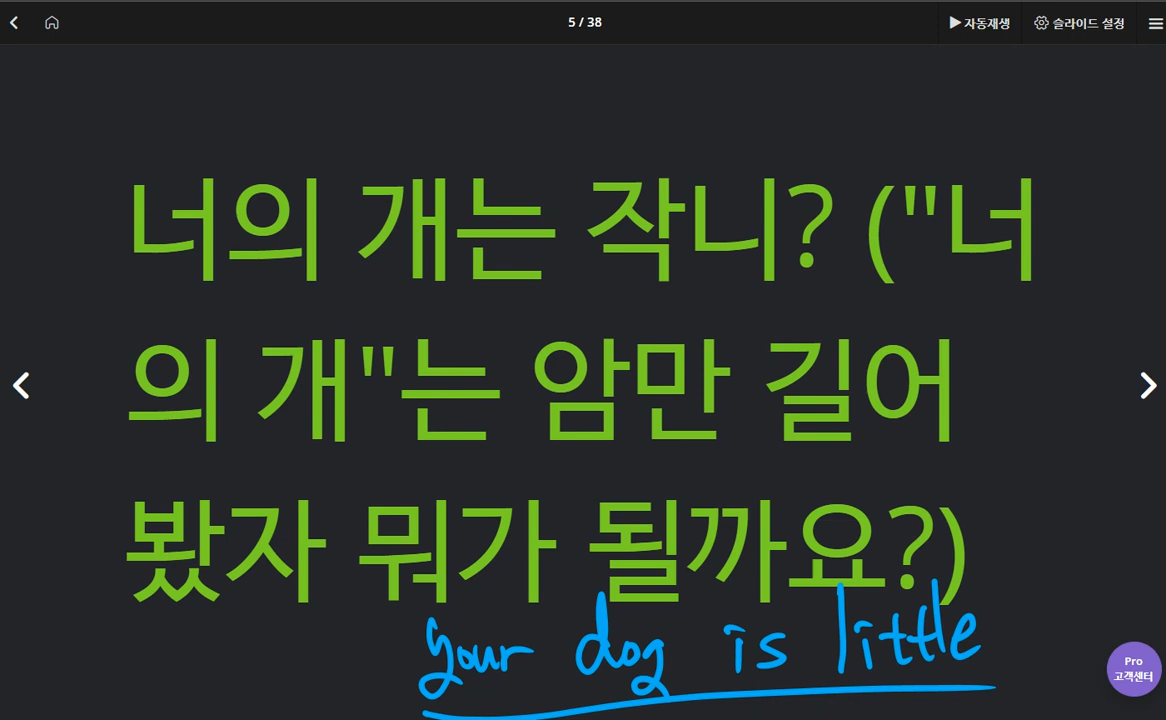 5 / 38
▶ 자동재생
슬라이드 설정
너의 개는 작니? ("너
의 개"는 암만 길어
봤자 뭐가 될까요?)
your dog is little
Pro
고객센터